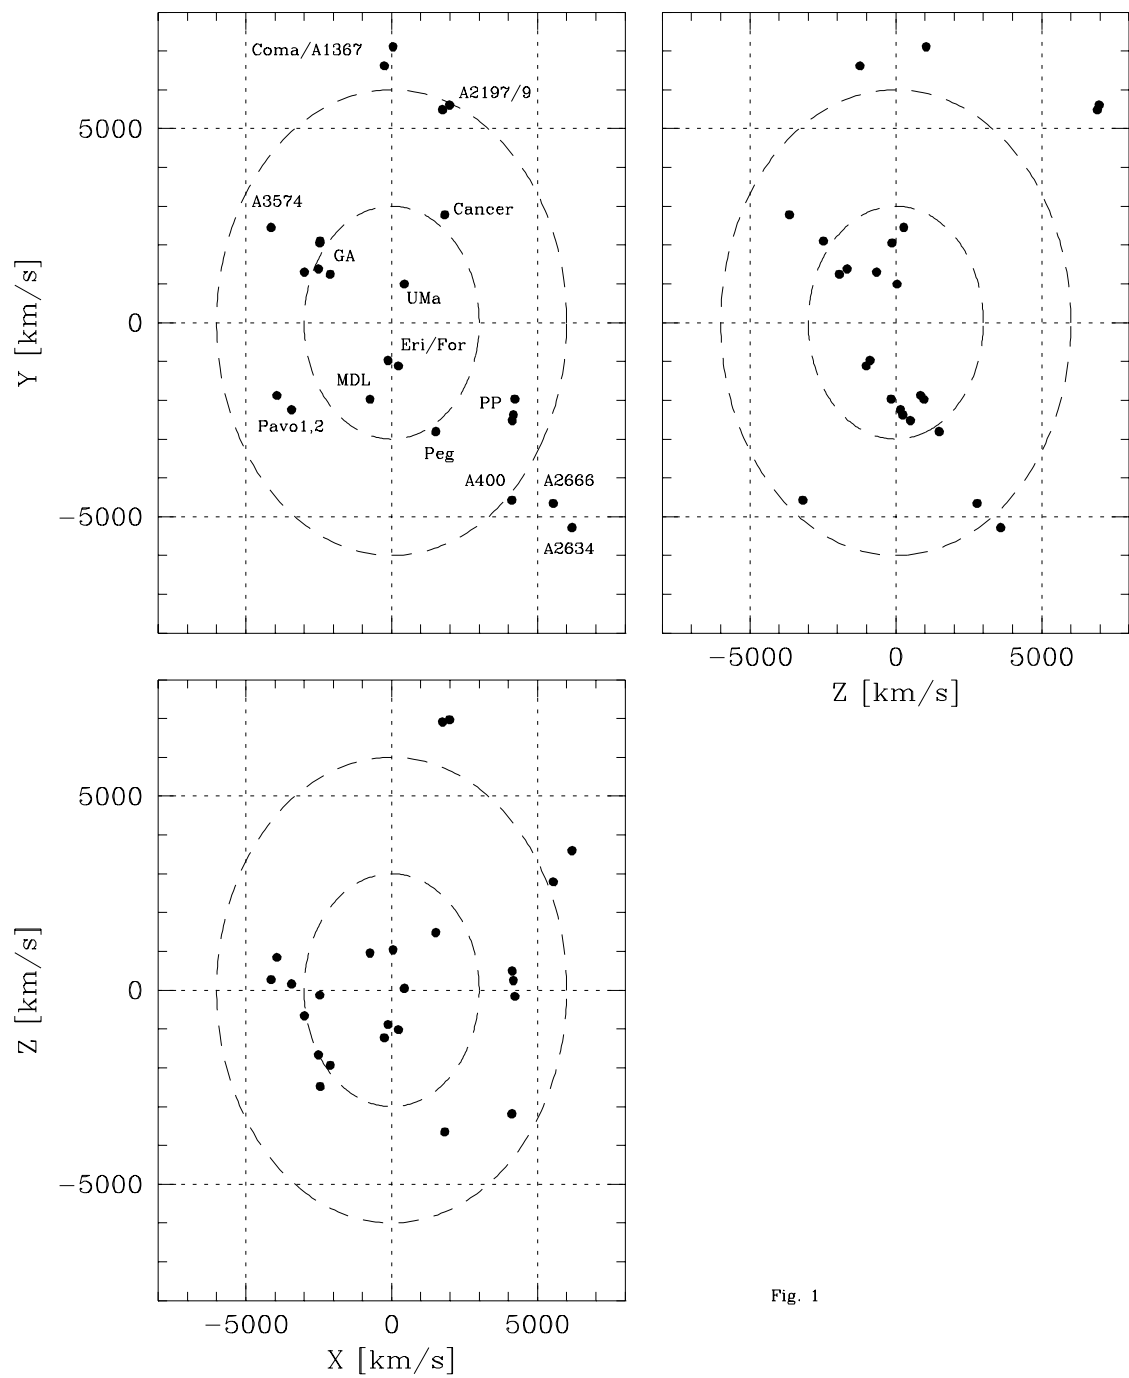 Coma/A1367
A2197/9
5000
A3574
Cancer
GA
UMa
Y [km/s]
0
Eri/For
MDL
PP
Pavo1,2
Peg
A400
A2666
−5000
A2634
−5000
0
5000
Z [km/s]
5000
Z [km/s]
0
−5000
−5000
0
5000
X [km/s]
Fig. 1